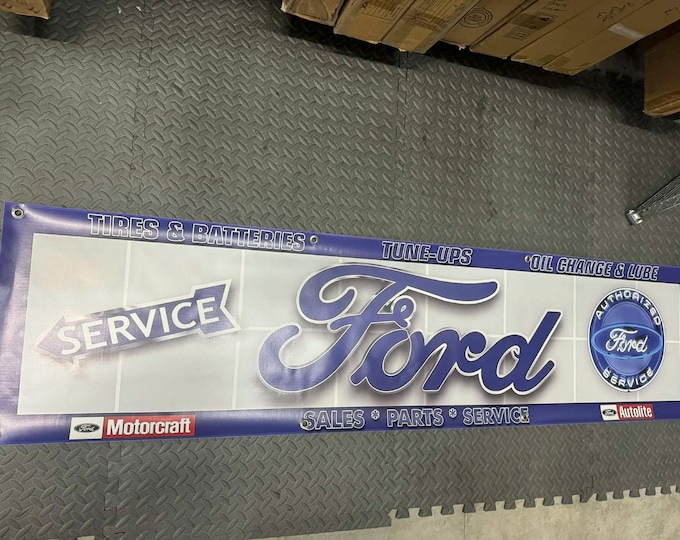 TIRES & BATTERIES
TUNE-UPS
OIL CHANGE & LUBE
SERVICE
Ford
AUTHORIZED
Ford
SERVICE
Ford
Motorcraft
SALES * PARTS * SERVICE
Ford
Autolite